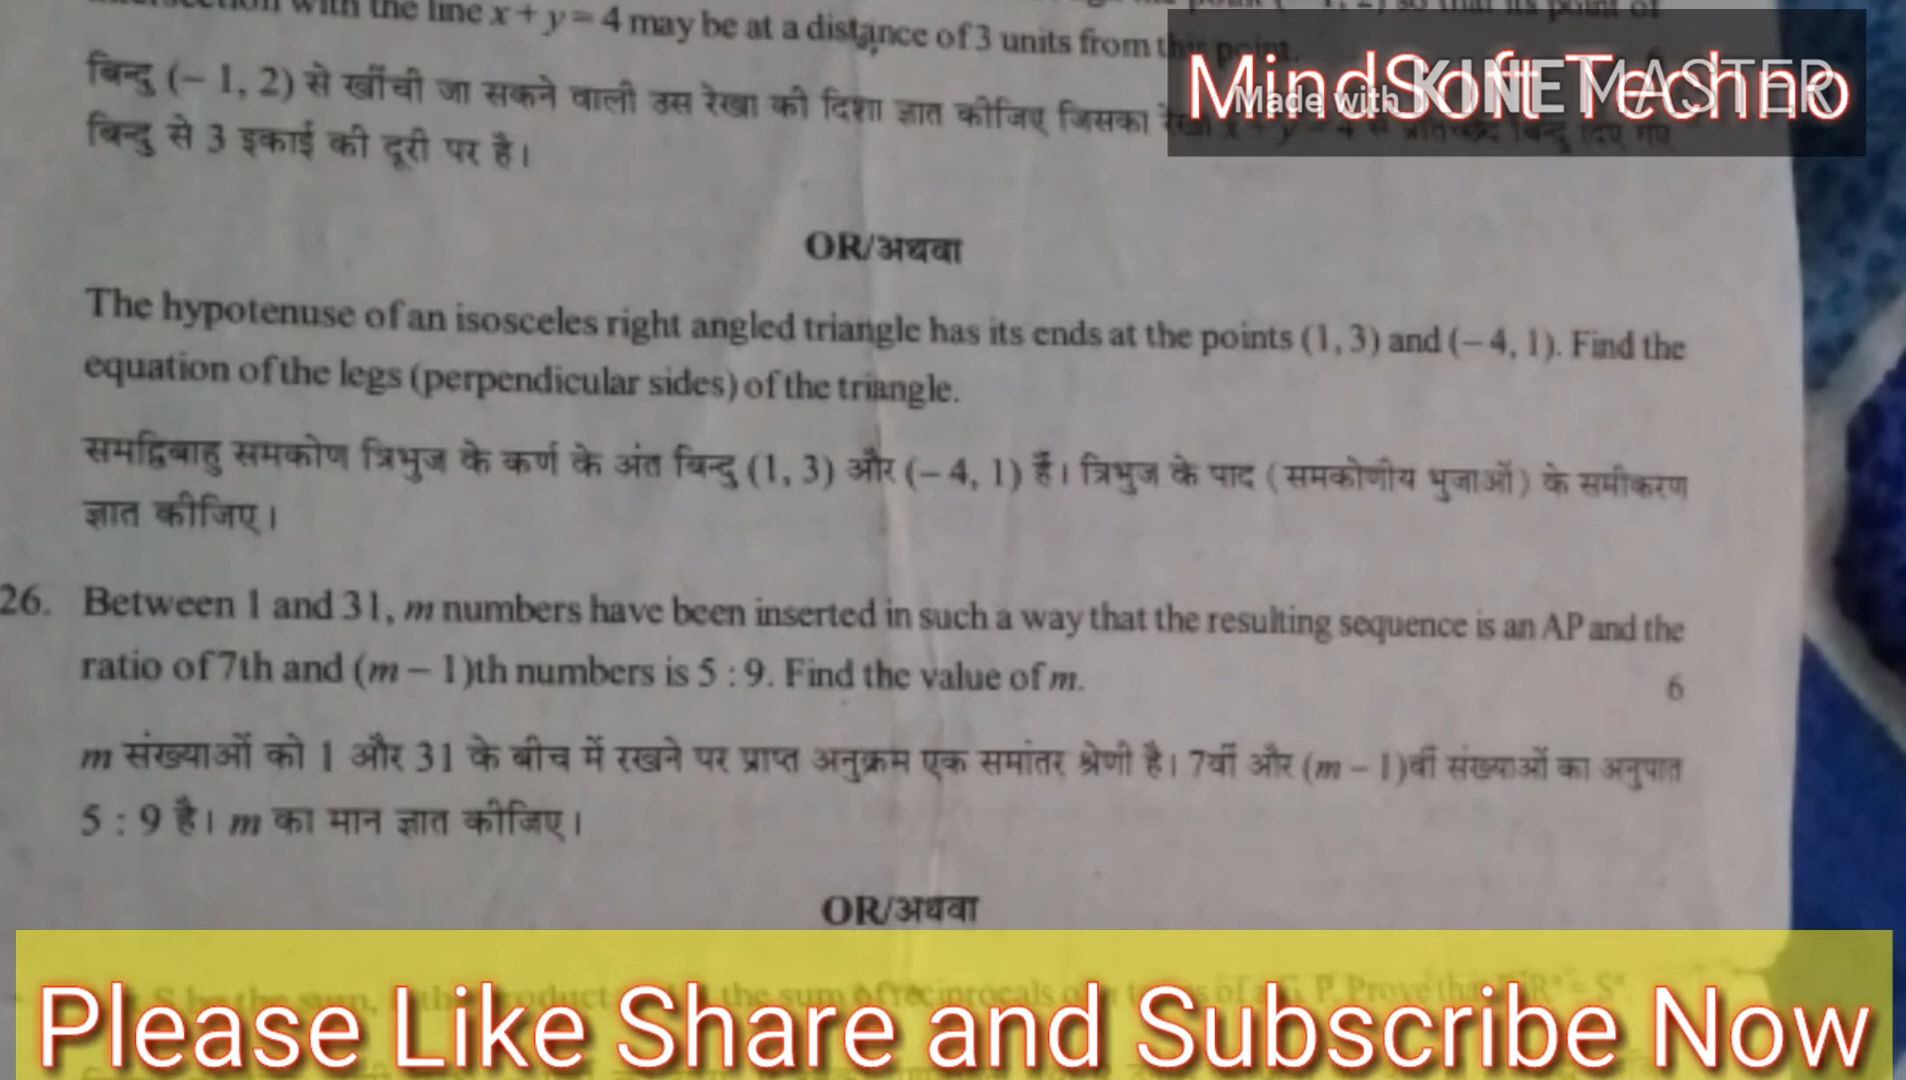 with the line x + y = 4 may be at a distance of 3 units from this point.
MindSoft Techno
Made with KINEMASTER
बिन्दु (– 1, 2) से खींची जा सकने वाली उस रेखा की दिशा ज्ञात कीजिए जिसका
बिन्दु से 3 इकाई की दूरी पर है।
OR/अथवा
The hypotenuse of an isosceles right angled triangle has its ends at the points (1, 3) and (– 4, 1). Find the
equation of the legs (perpendicular sides) of the triangle.
समद्विबाहु समकोण त्रिभुज के कर्ण के अंत बिन्दु (1, 3) और (– 4, 1) हैं। त्रिभुज के पाद (समकोणीय भुजाओं) के समीकरण
ज्ञात कीजिए।
26. Between 1 and 31, m numbers have been inserted in such a way that the resulting sequence is an AP and the
ratio of 7th and (m – 1)th numbers is 5 : 9. Find the value of m.
6
m संख्याओं को 1 और 31 के बीच में रखने पर प्राप्त अनुक्रम एक समांतर श्रेणी है। 7वीं और (m – 1)वीं संख्याओं का अनुपात
5 : 9 है। m का मान ज्ञात कीजिए।
OR/अथवा
Please Like Share and Subscribe Now